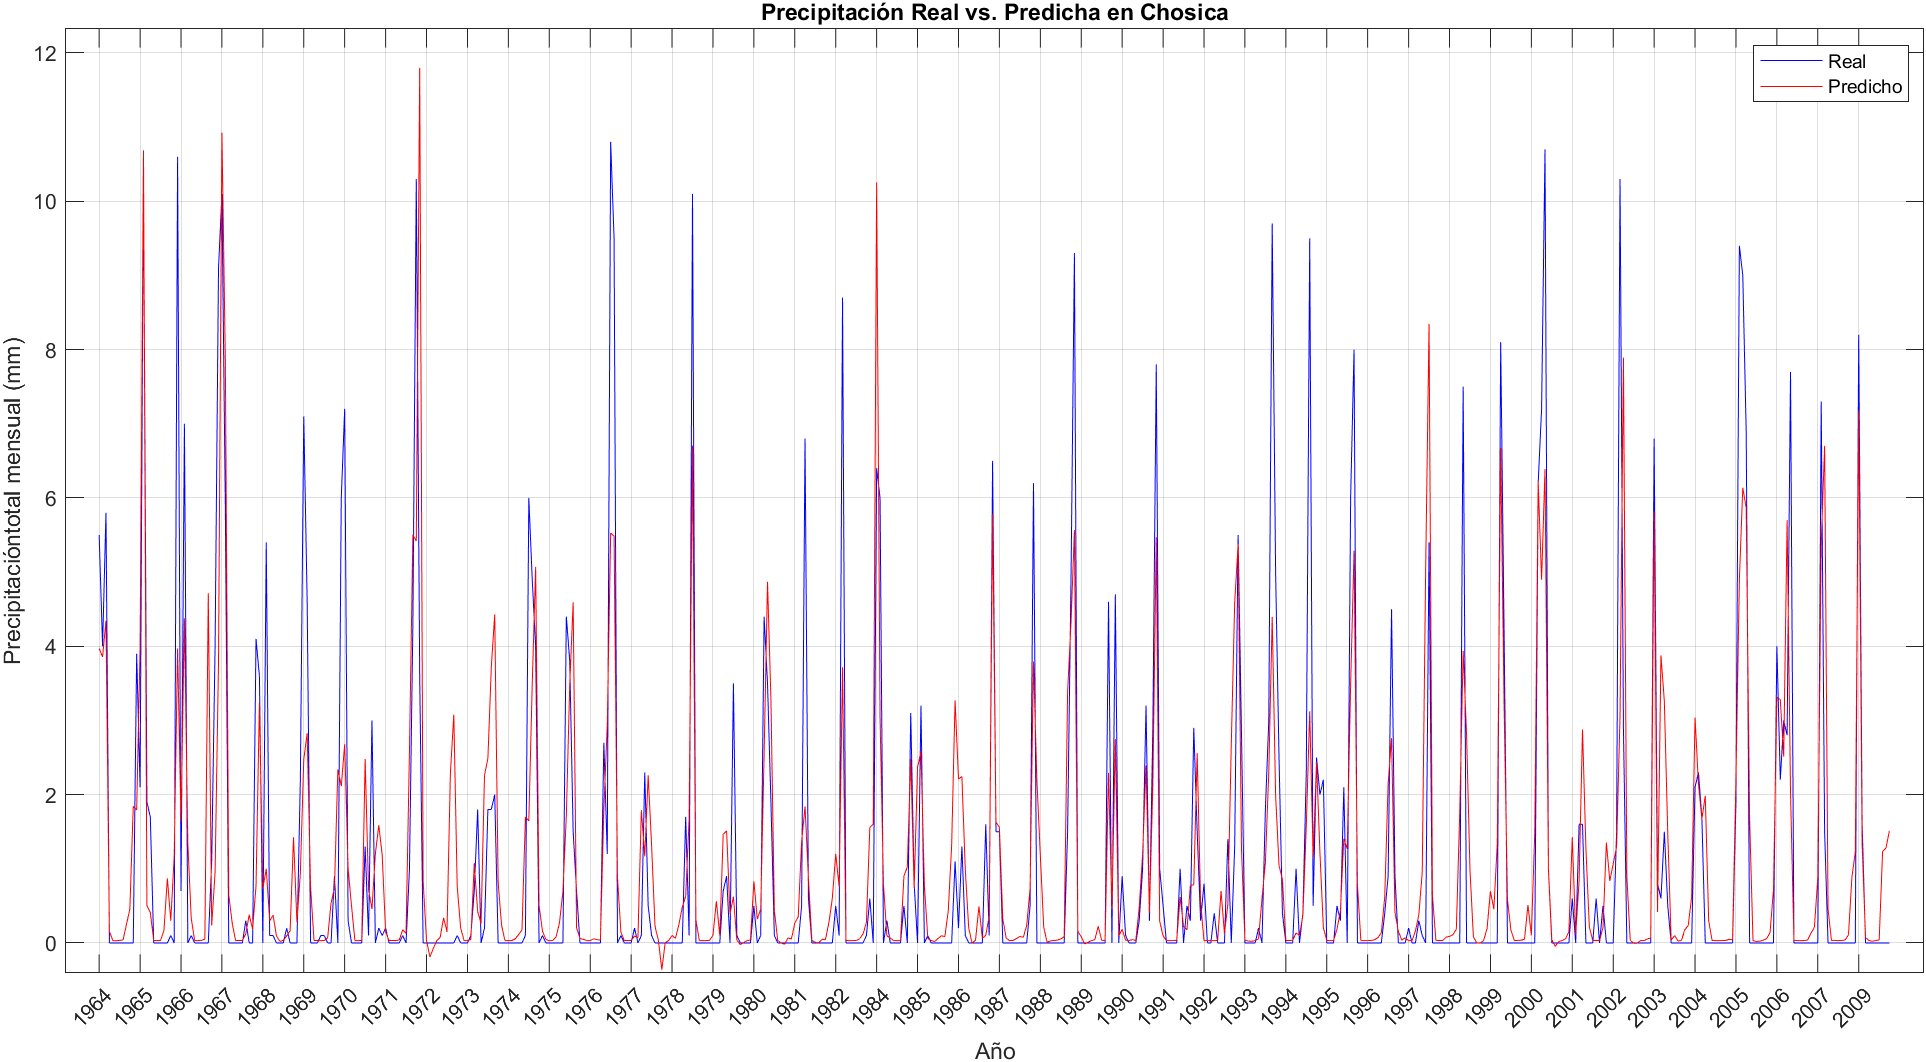 Precipitación Real vs. Predicha en Chosica
Real
Predicho
Precipitacióntotal mensual (mm)
12
10
8
6
4
2
0
1964 1965 1966 1967 1968 1969 1970 1971 1972 1973 1974 1975 1976 1977 1978 1979 1980 1981 1982 1984 1985 1986 1987 1988 1989 1990 1991 1992 1993 1994 1995 1996 1997 1998 1999 2000 2001 2002 2003 2004 2005 2006 2007 2009
Año